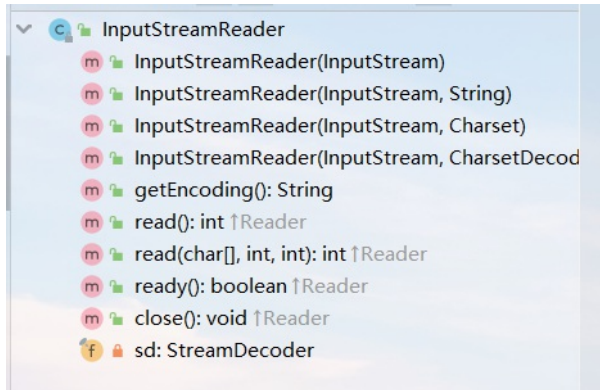 InputStreamReader
InputStreamReader(InputStream)
InputStreamReader(InputStream, String)
InputStreamReader(InputStream, Charset)
InputStreamReader(InputStream, CharsetDecod
getEncoding(): String
read(): int ↑Reader
read(char[], int, int): int ↑Reader
ready(): boolean ↑Reader
close(): void ↑Reader
sd: StreamDecoder